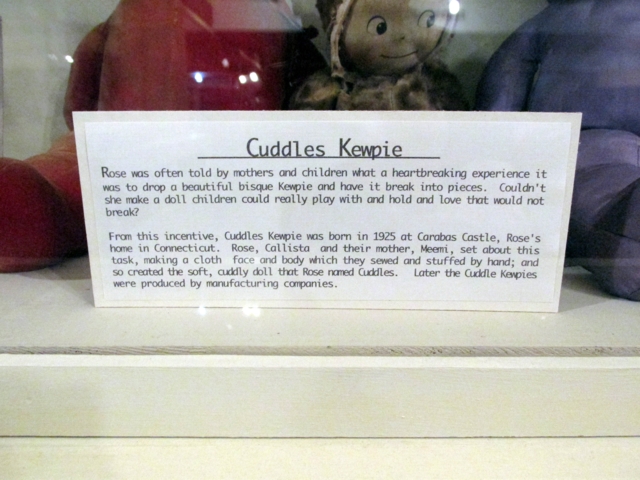 Cuddles Kewpie
Rose was often told by mothers and children what a heartbreaking experience it
was to drop a beautiful bisque Kewpie and have it break into pieces. Couldn't
she make a doll children could really play with and hold and love that would not
break?
From this incentive, Cuddles Kewpie was born in 1925 at Carabas Castle, Rose's
home in Connecticut. Rose, Callista and their mother, Meemi, set about this
task, making a cloth face and body which they sewed and stuffed by hand; and
so created the soft, cuddly doll that Rose named Cuddles. Later the Cuddle Kewpies
were produced by manufacturing companies.